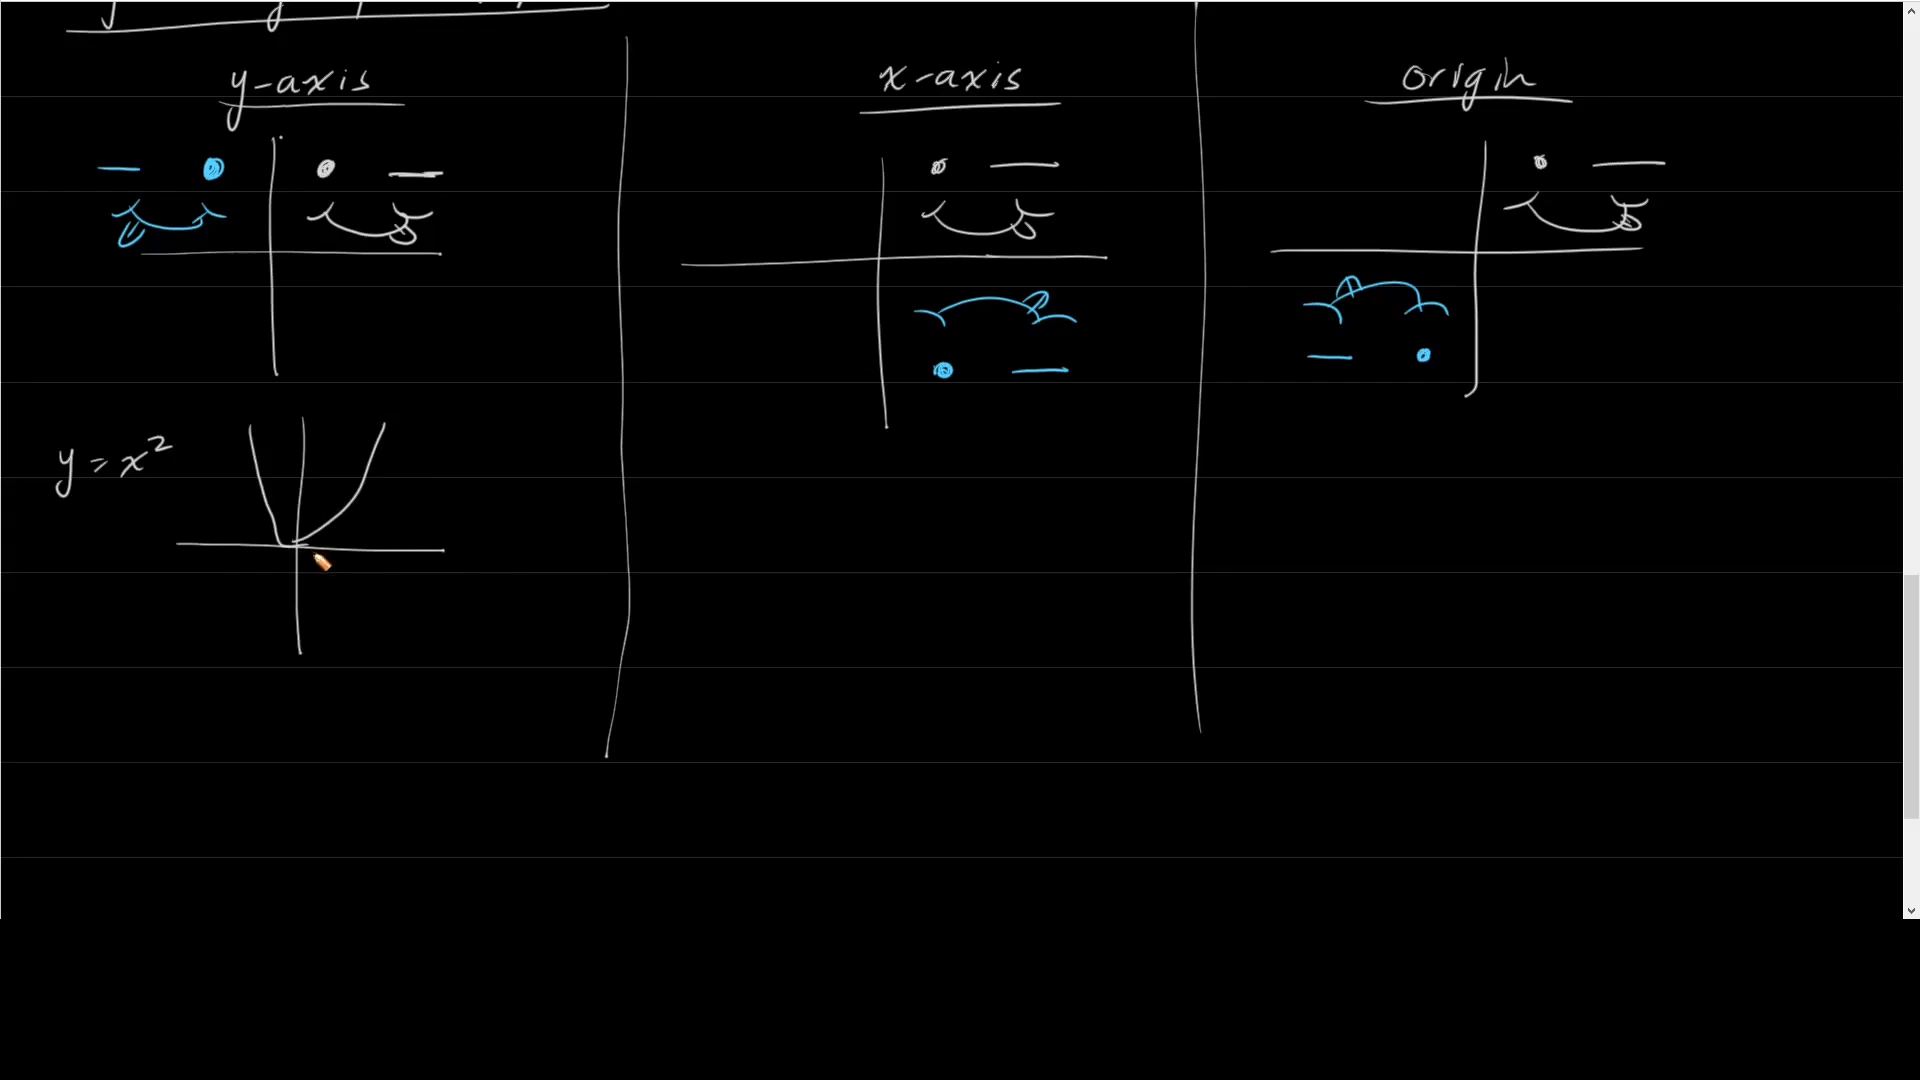 y-axis
x-axis
origin
y = x²